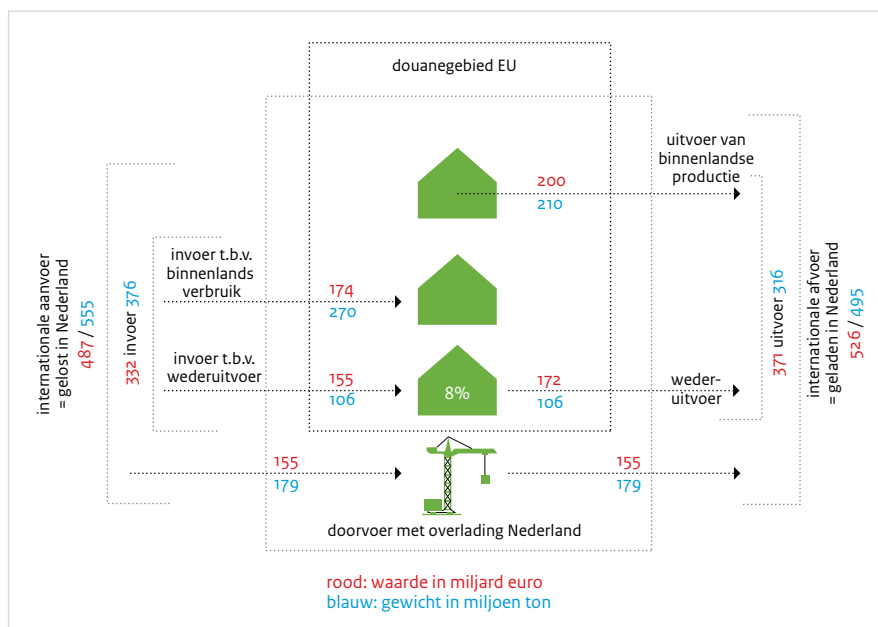 douanegebied EU
uitvoer van
binnenlandse
productie
200
210
invoer t.b.v.
binnenlands
verbruik
174
270
invoer t.b.v.
wederuitvoer
155
106
8%
172
106
weder-
uitvoer
internationale aanvoer
= gelost in Nederland
487 / 555
332 invoer 376
371 uitvoer 316
internationale afvoer
= geladen in Nederland
526 / 495
155
179
155
179
doorvoer met overlading Nederland
rood: waarde in miljard euro
blauw: gewicht in miljoen ton